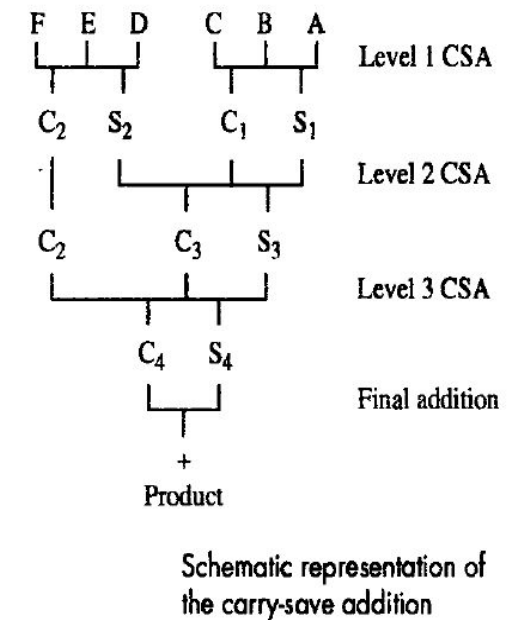 F E D C B A
Level 1 CSA
C₂ S₂ C₁ S₁
Level 2 CSA
C₂ C₃ S₃
Level 3 CSA
C₄ S₄
Final addition
+
Product
Schematic representation of
the carry-save addition